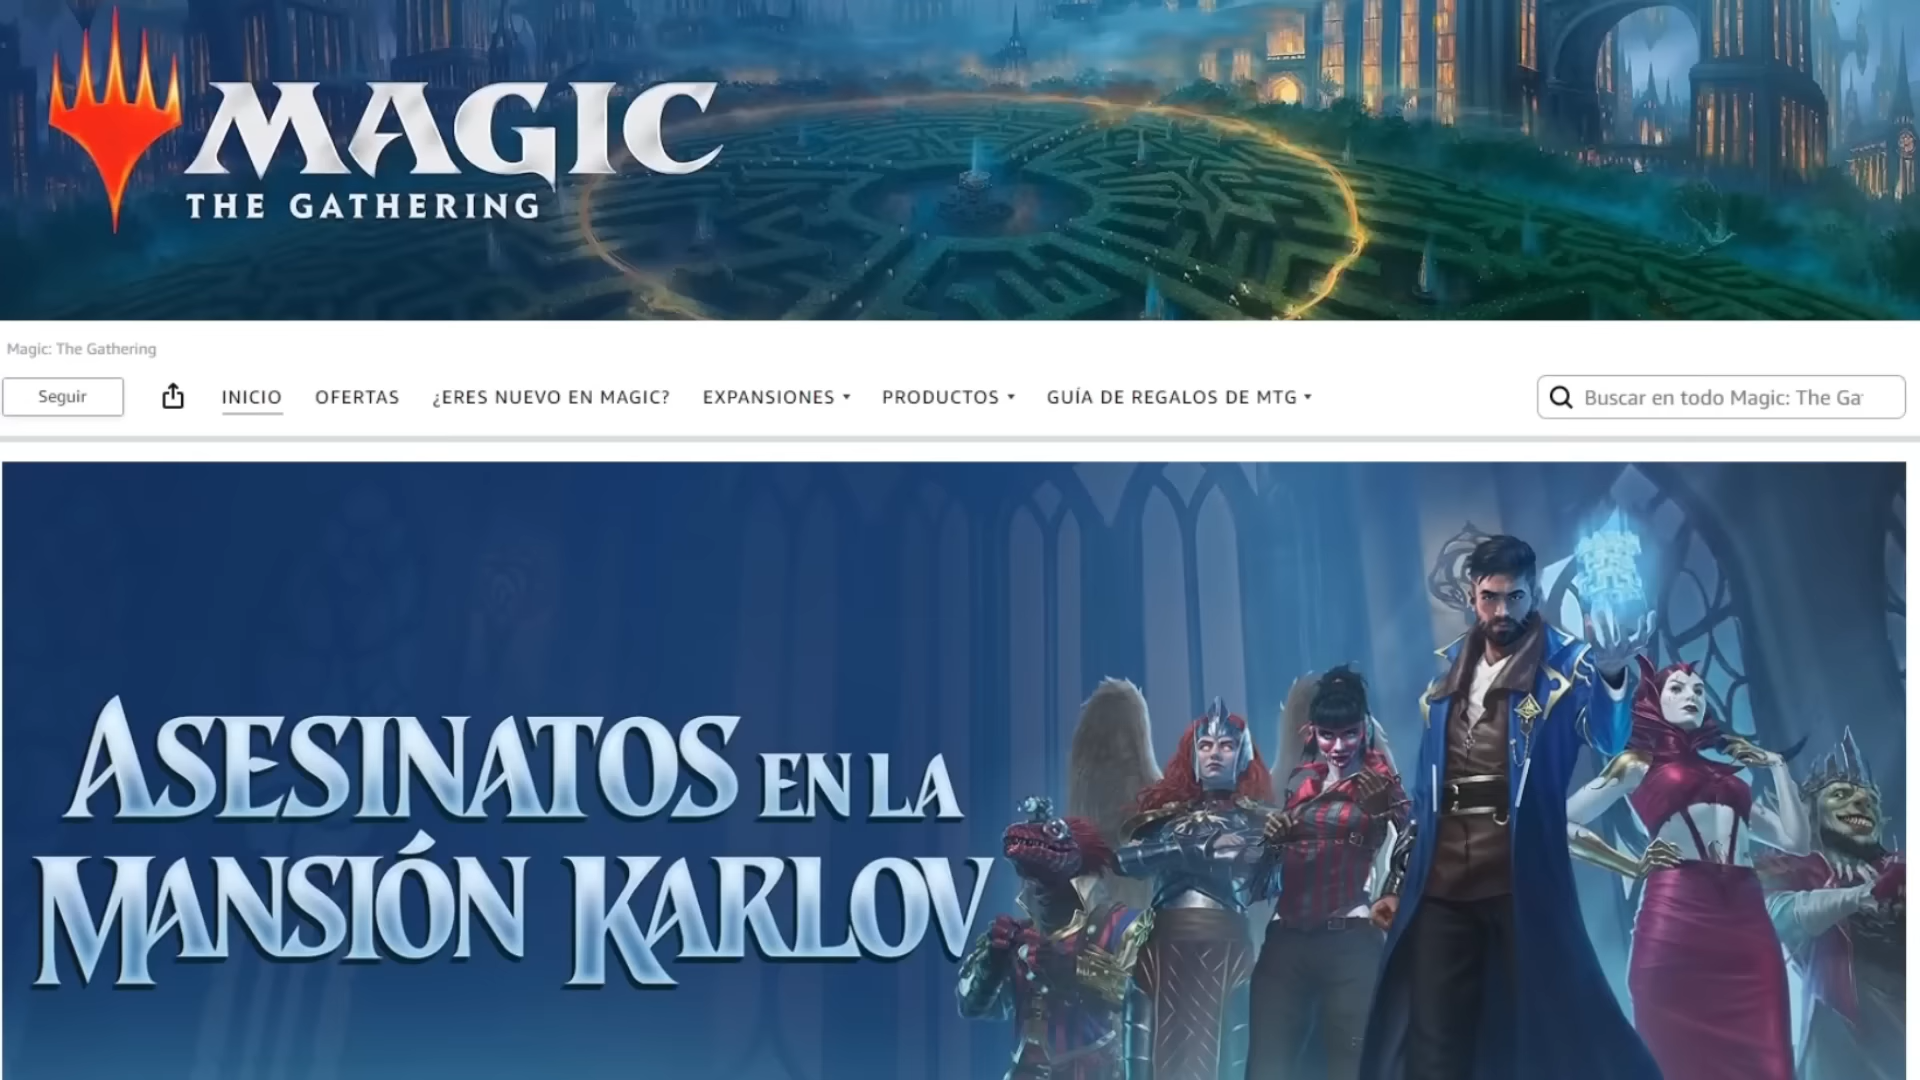 MAGIC
THE GATHERING
Magic: The Gathering
Seguir
INICIO
OFERTAS
¿ERES NUEVO EN MAGIC?
EXPANSIONES
PRODUCTOS
GUÍA DE REGALOS DE MTG
Buscar en todo Magic: The Ga
ASESINATOS EN LA
MANSIÓN KARLOV